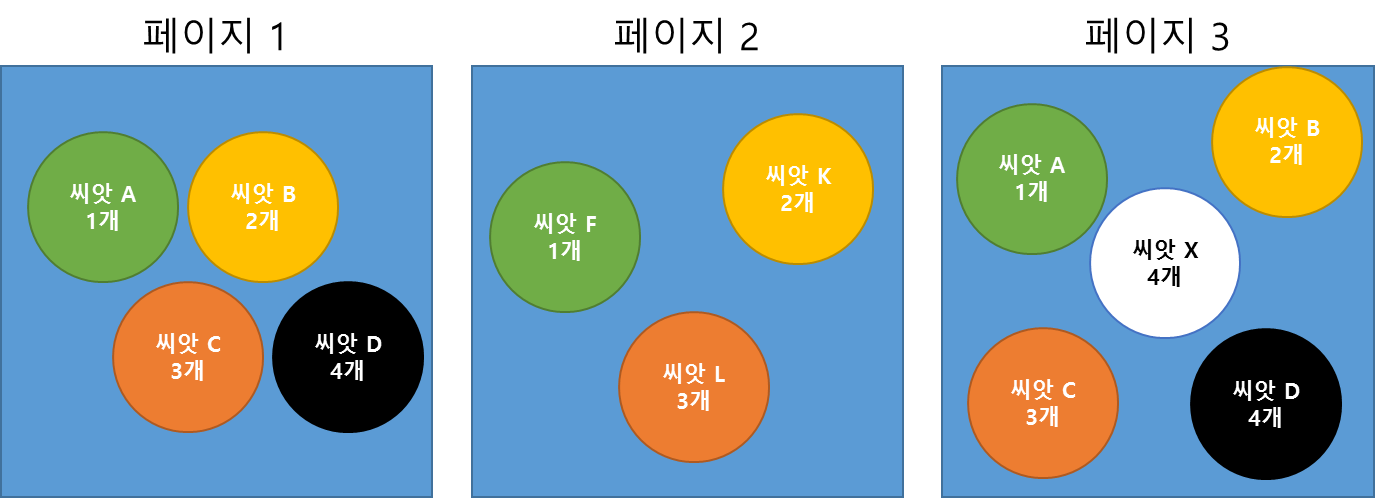 페이지 1
씨앗 A
1개
씨앗 B
2개
씨앗 C
3개
씨앗 D
4개
페이지 2
씨앗 F
1개
씨앗 K
2개
씨앗 L
3개
페이지 3
씨앗 A
1개
씨앗 B
2개
씨앗 X
4개
씨앗 C
3개
씨앗 D
4개